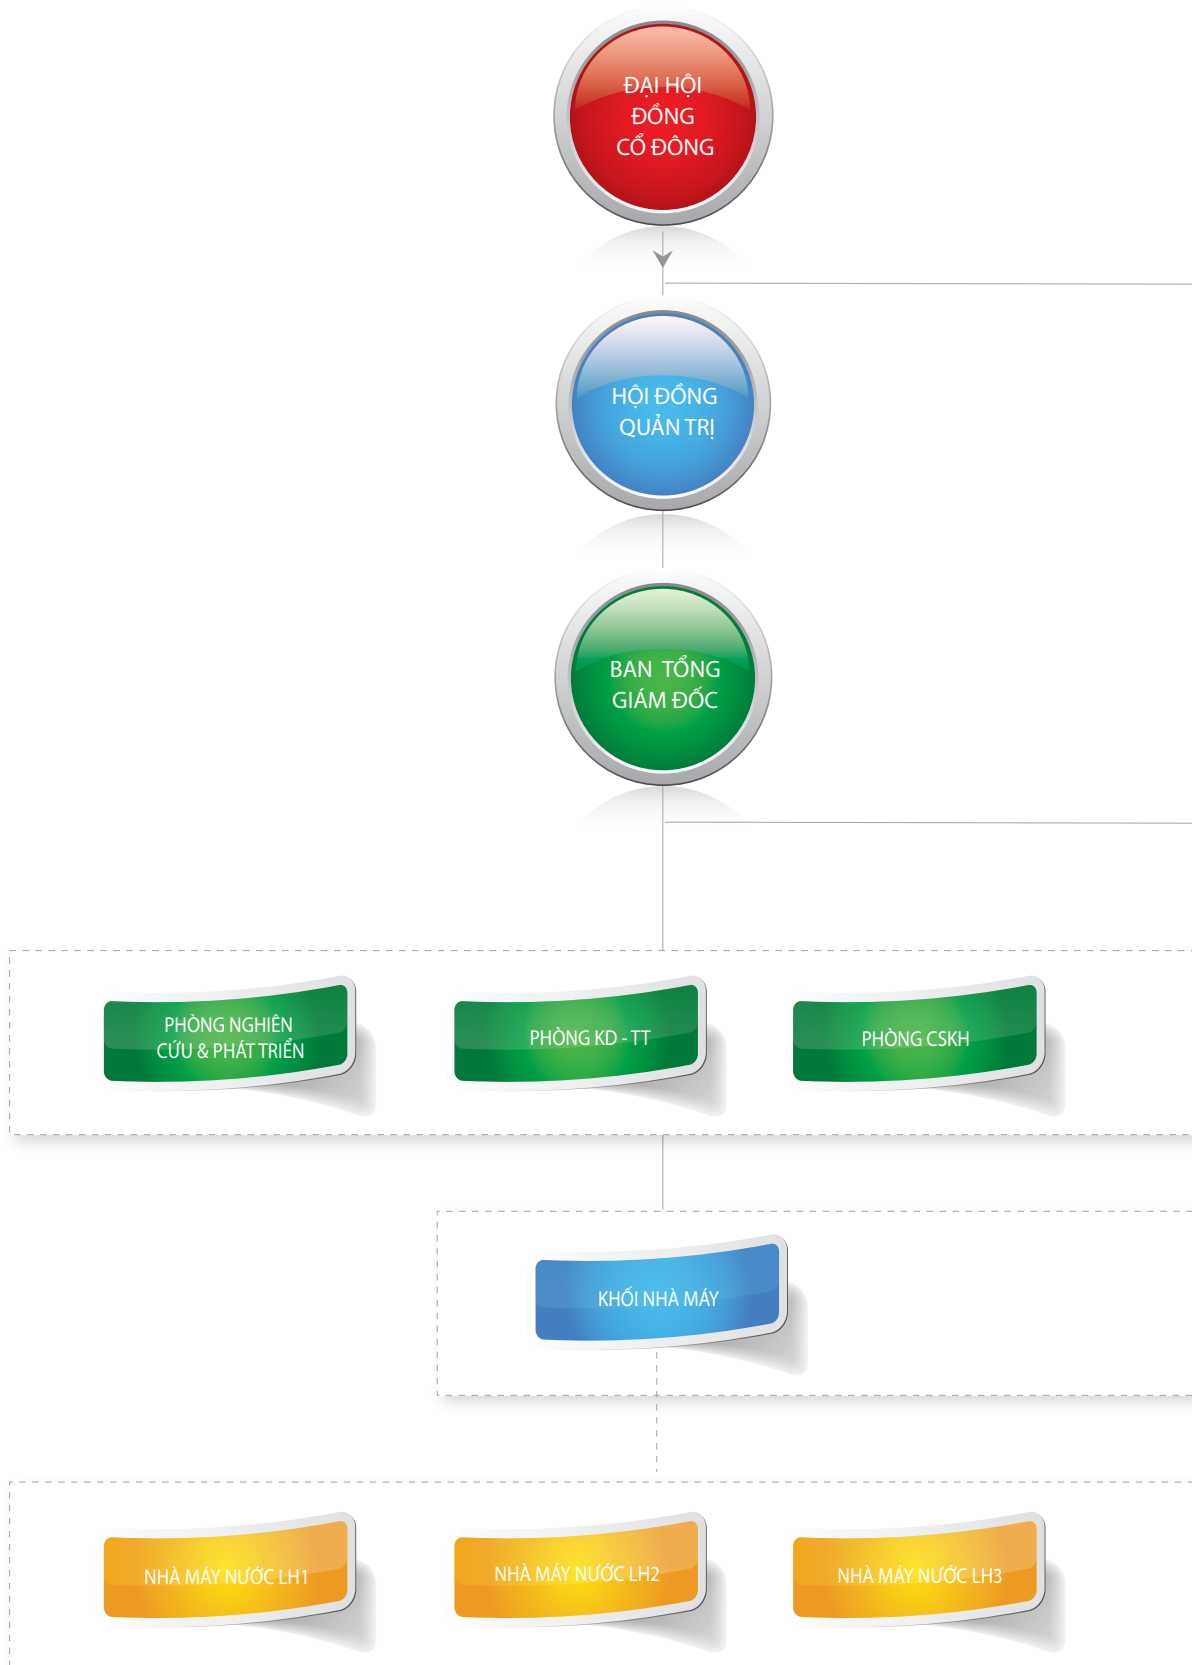 ĐẠI HỘI
ĐỒNG
CỔ ĐÔNG
HỘI ĐỒNG
QUẢN TRỊ
BAN TỔNG
GIÁM ĐỐC
PHÒNG NGHIÊN
CỨU & PHÁT TRIỂN
PHÒNG KD - TT
PHÒNG CSKH
KHỐI NHÀ MÁY
NHÀ MÁY NƯỚC LH1
NHÀ MÁY NƯỚC LH2
NHÀ MÁY NƯỚC LH3